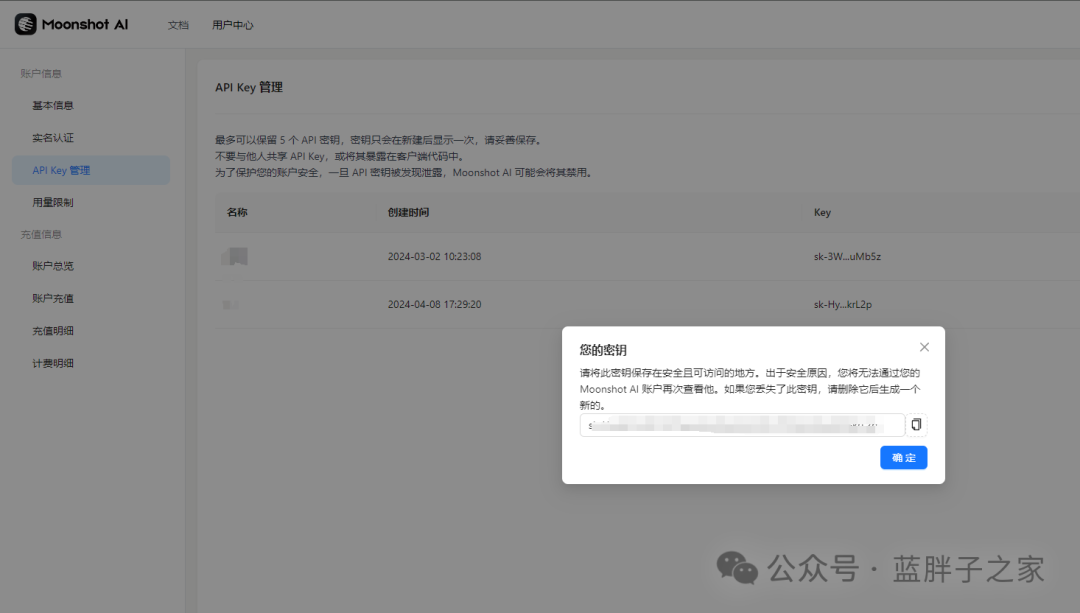 Moonshot AI
文档
用户中心
账户信息
基本信息
实名认证
API Key 管理
用量限制
充值信息
账户总览
账户充值
充值明细
计费明细
API Key 管理
最多可以保留 5 个 API 密钥，密钥只会在新建后显示一次，请妥善保存。
不要与他人共享 API Key，或将其暴露在客户端代码中。
为了保护您的账户安全，一旦 API 密钥被发现泄露，Moonshot AI 可能会将其禁用。
名称 创建时间 Key
2024-03-02 10:23:08 sk-3W...uMb5z
2024-04-08 17:29:20 sk-Hy...krL2p
您的密钥
请将此密钥保存在安全且可访问的地方。出于安全原因，您将无法通过您的
Moonshot AI 账户再次查看他。如果您丢失了此密钥，请删除它后生成一个
新的。
确 定
公众号 · 蓝胖子之家